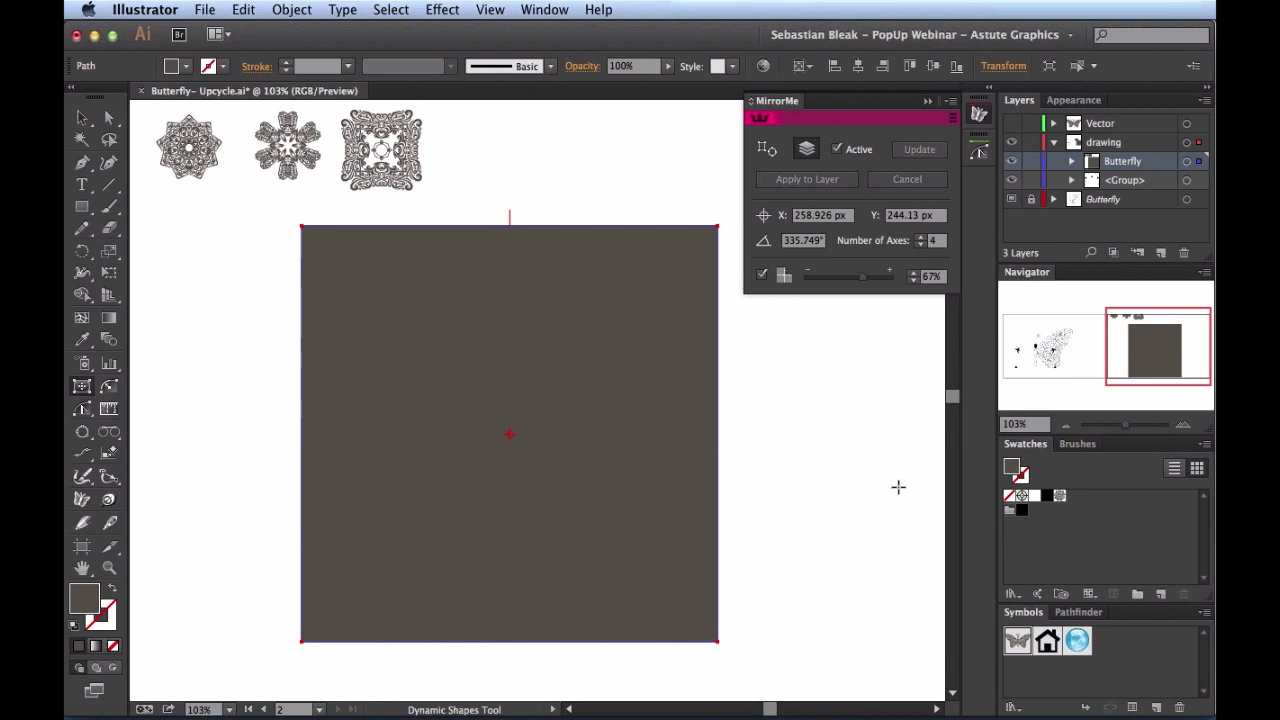 Illustrator File Edit Object Type Select Effect View Window Help
Ai Br Sebastian Bleak - PopUp Webinar - Astute Graphics
Path Stroke: Basic Opacity: 100% Style: Transform
Butterfly- Upcycle.ai* @ 103% (RGB/Preview)
MirrorMe
Active Update
Apply to Layer Cancel
X: 258.926 px Y: 244.13 px
335.749° Number of Axes: 4
67%
Layers Appearance
Vector
drawing
Butterfly
<Group>
Butterfly
3 Layers
Navigator
103%
Swatches Brushes
Symbols Pathfinder
103% 2 Dynamic Shapes Tool